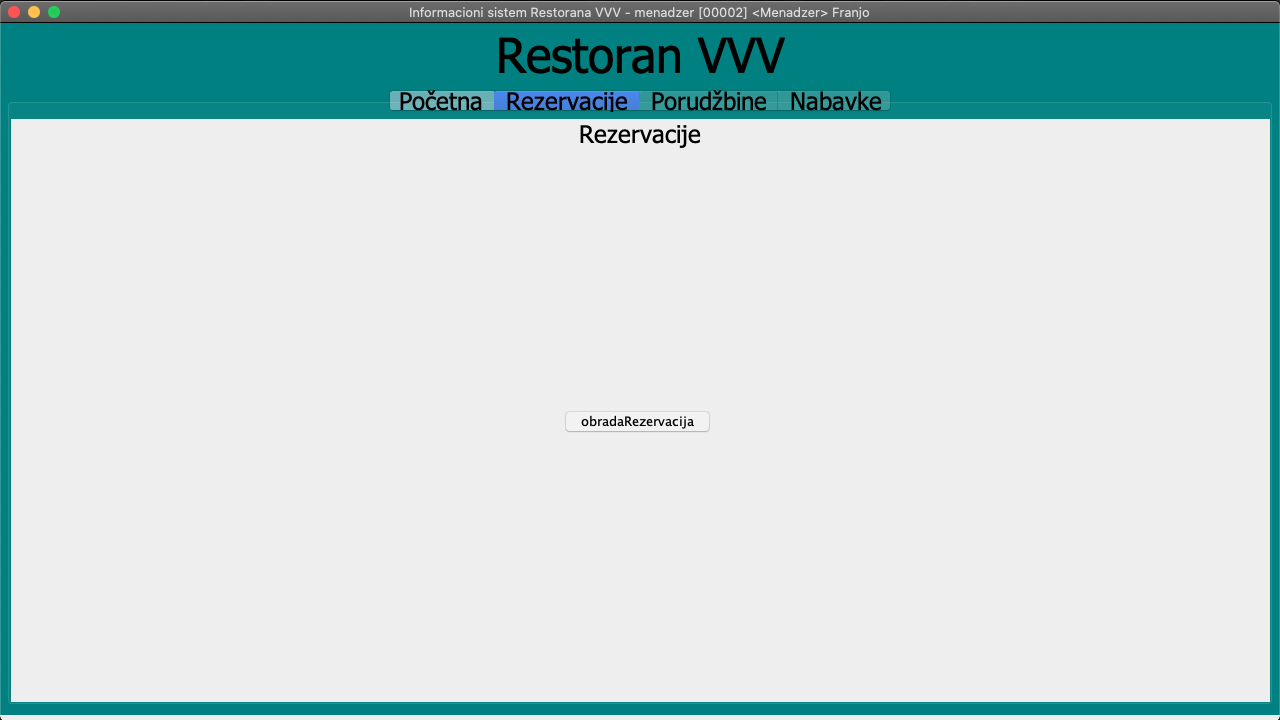 Informacioni sistem Restorana VVV - menadzer [00002] <Menadzer> Franjo
Restoran VVV
Početna Rezervacije Porudžbine Nabavke
Rezervacije
obradaRezervacija